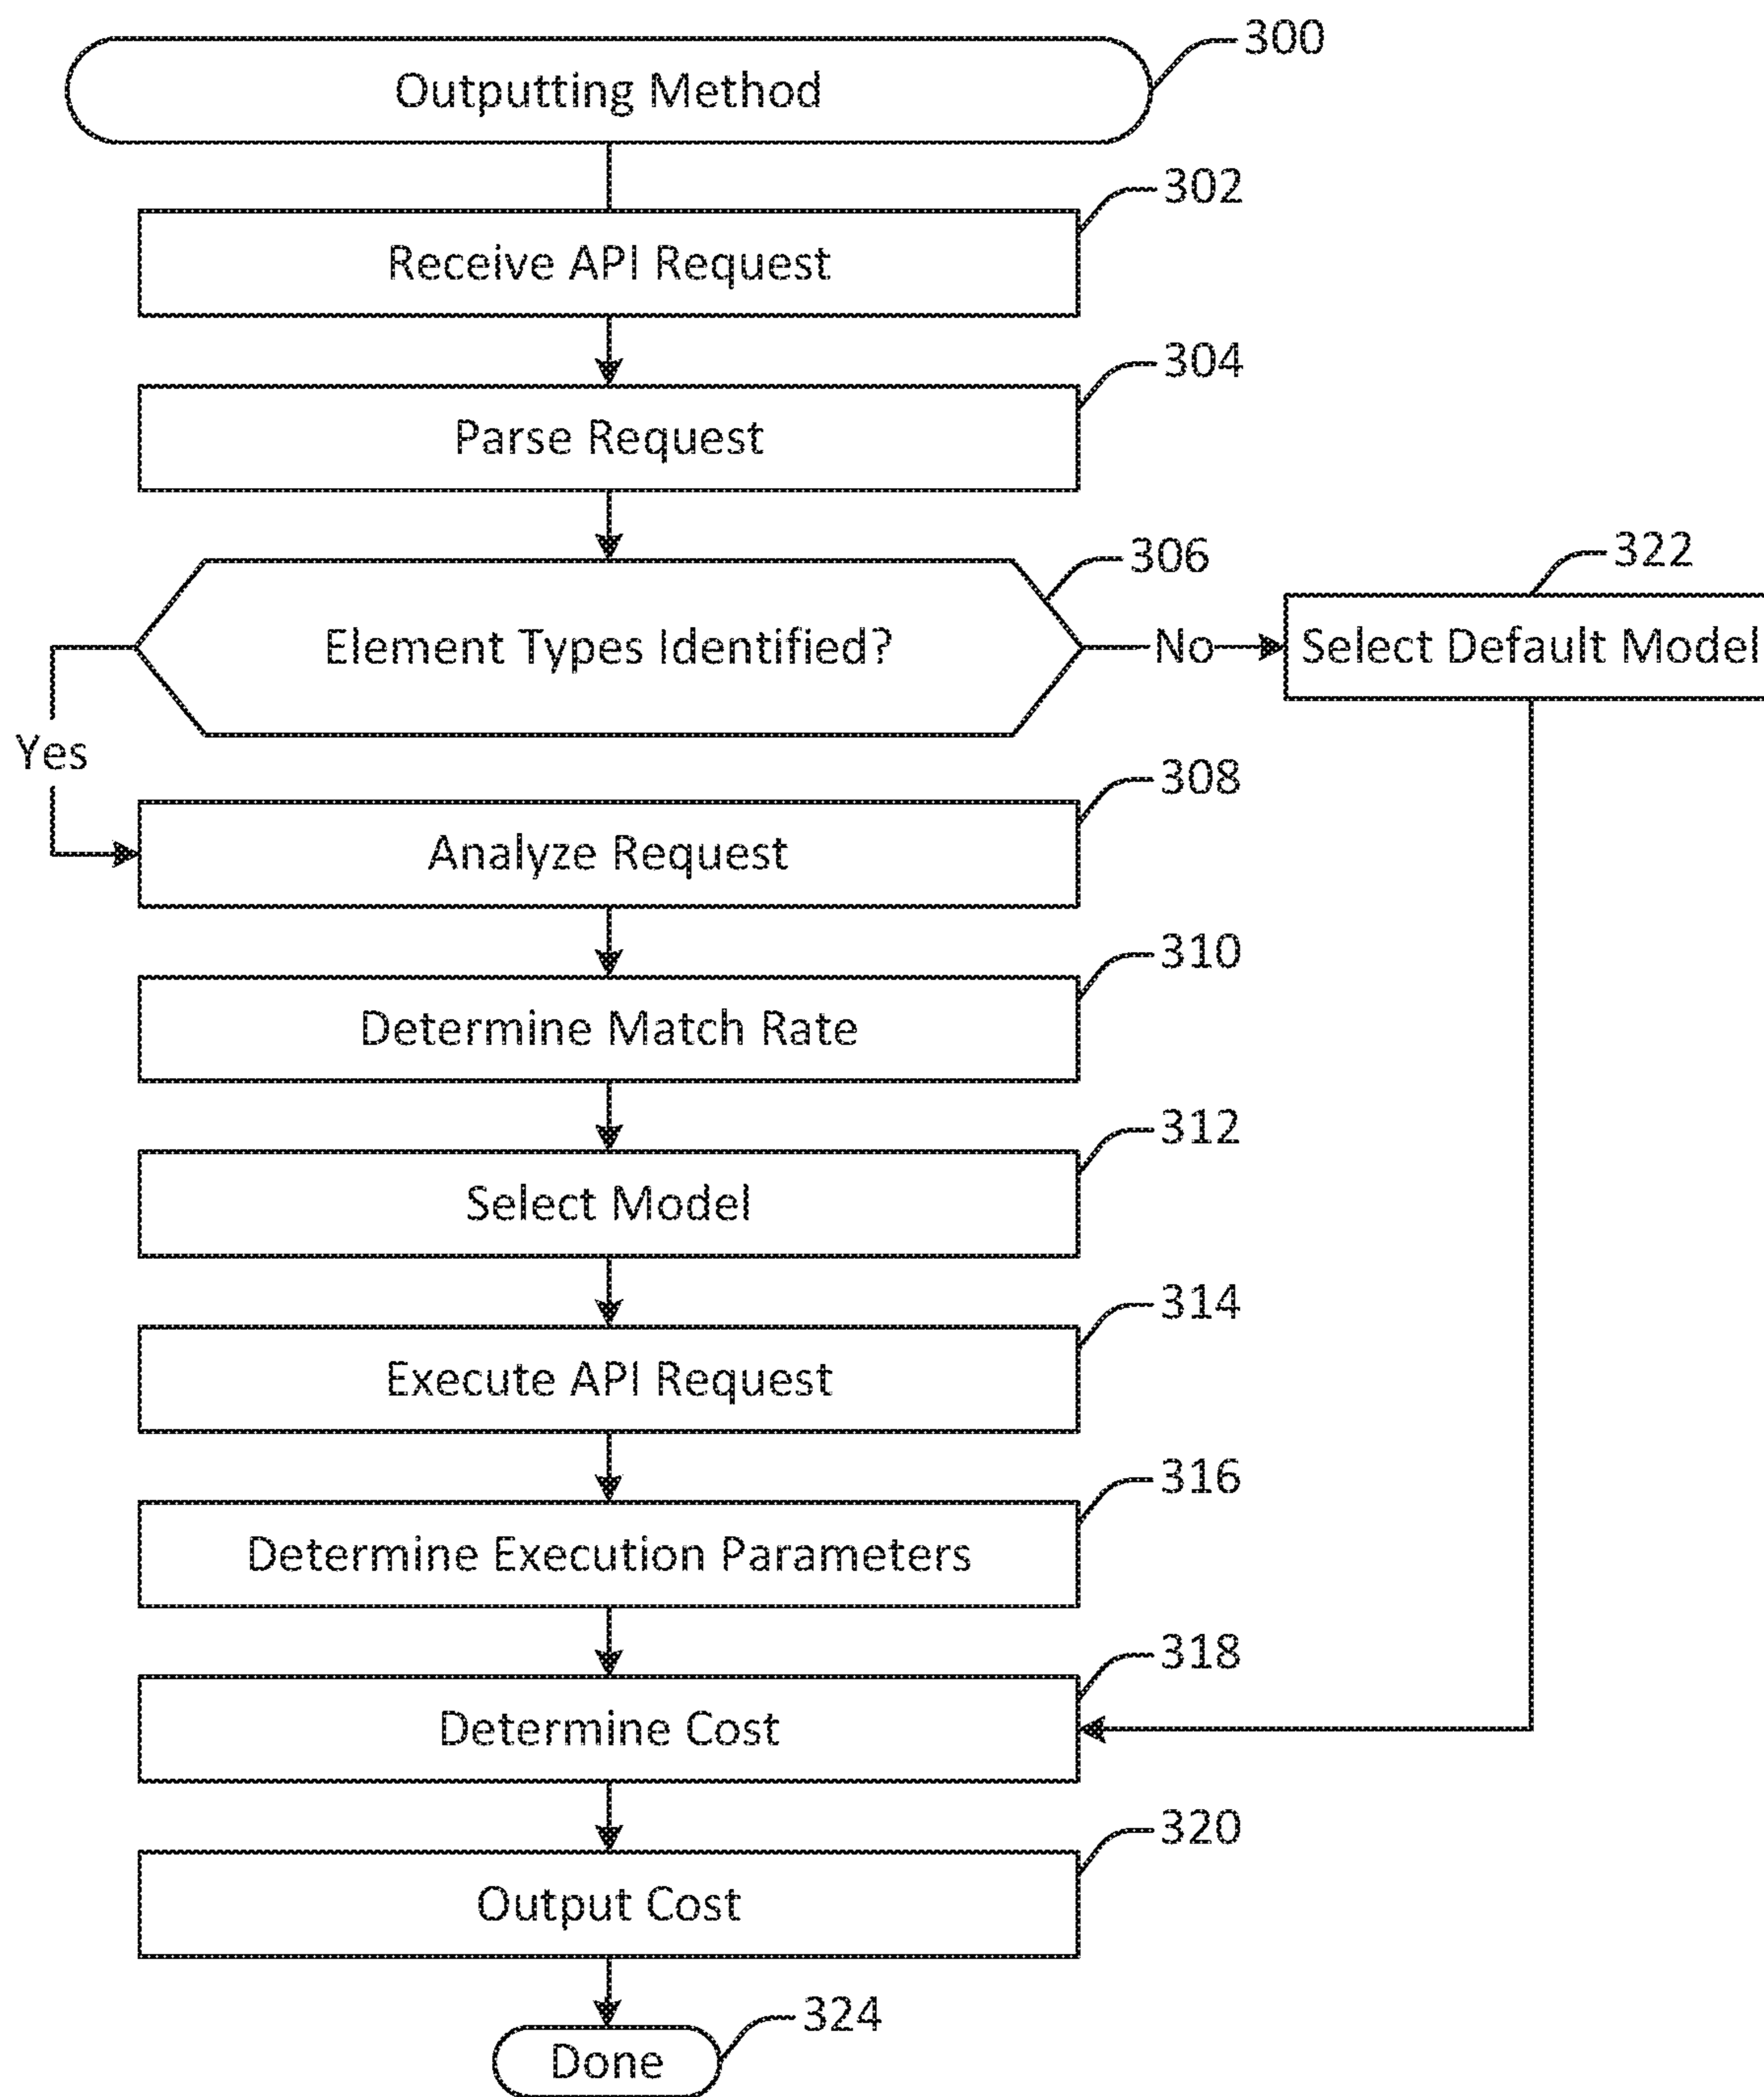 300
Outputting Method
302
Receive API Request
304
Parse Request
306
Element Types Identified?
No
322
Select Default Model
Yes
308
Analyze Request
310
Determine Match Rate
312
Select Model
314
Execute API Request
316
Determine Execution Parameters
318
Determine Cost
320
Output Cost
324
Done